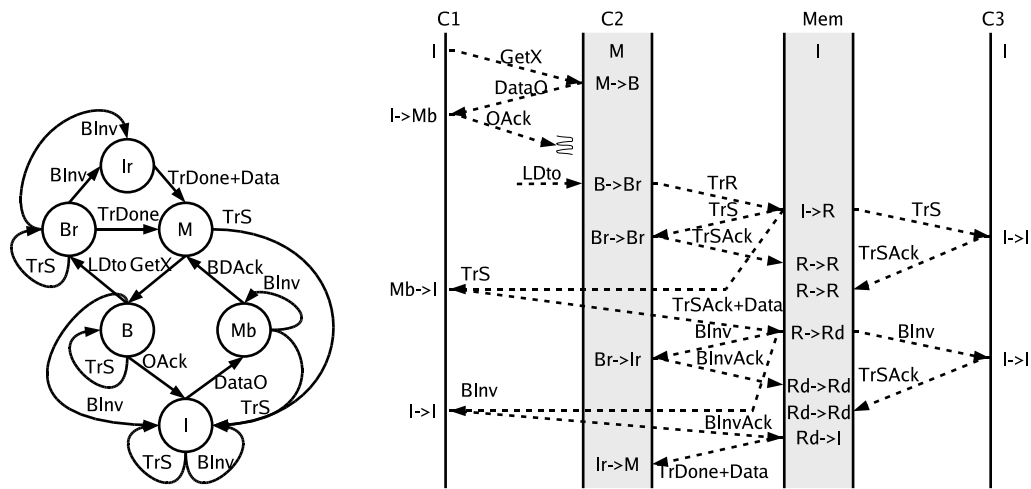 C1 C2 Mem C3
I M I I
GetX
M->B
DataO
I->Mb
OAck
LDto B->Br TrR
I->R TrS
TrS
Br->Br I->I
TrSAck
R->R TrSAck
TrS
Mb->I R->R
TrSAck+Data
R->Rd BInv
BInv
Br->Ir I->I
BInvAck
Rd->Rd TrSAck
BInv
I->I Rd->Rd
BInvAck
Rd->I
Ir->M
TrDone+Data
BInv
Ir
BInv
TrDone+Data
TrDone
Br M TrS
TrS
LDto GetX BDAck
BInv
B Mb
TrS
OAck
DataO
BInv TrS
I
TrS BInv